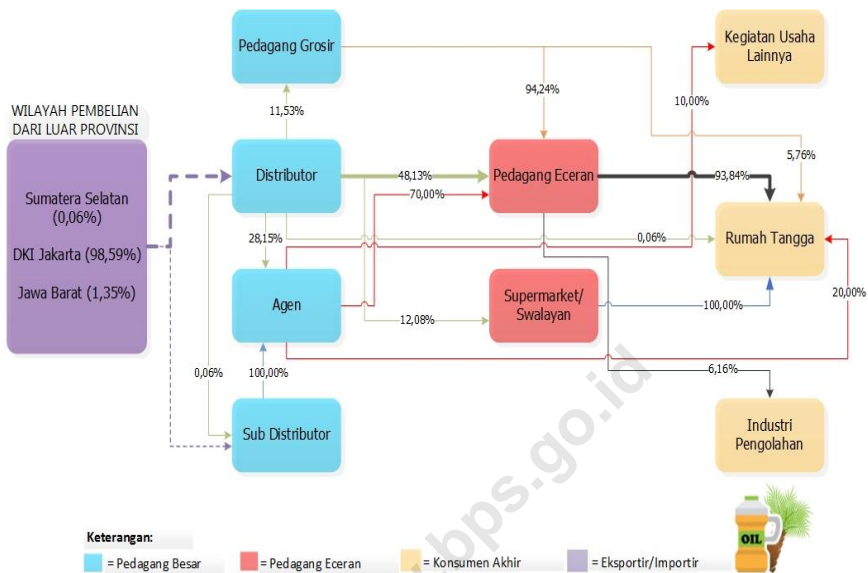 Pedagang Grosir
Kegiatan Usaha
Lainnya
94,24%
10,00%
11,53%
5,76%
WILAYAH PEMBELIAN
DARI LUAR PROVINSI
Sumatera Selatan
(0,06%)
DKI Jakarta (98,59%)
Jawa Barat (1,35%)
Distributor
48,13%
70,00%
Pedagang Eceran
93,84%
28,15%
0,06%
Rumah Tangga
Agen
12,08%
Supermarket/
Swalayan
100,00%
20,00%
0,06%
100,00%
6,16%
Sub Distributor
Industri
Pengolahan
.bps.go.id
OIL
Keterangan:
= Pedagang Besar
= Pedagang Eceran
= Konsumen Akhir
= Eksportir/Importir